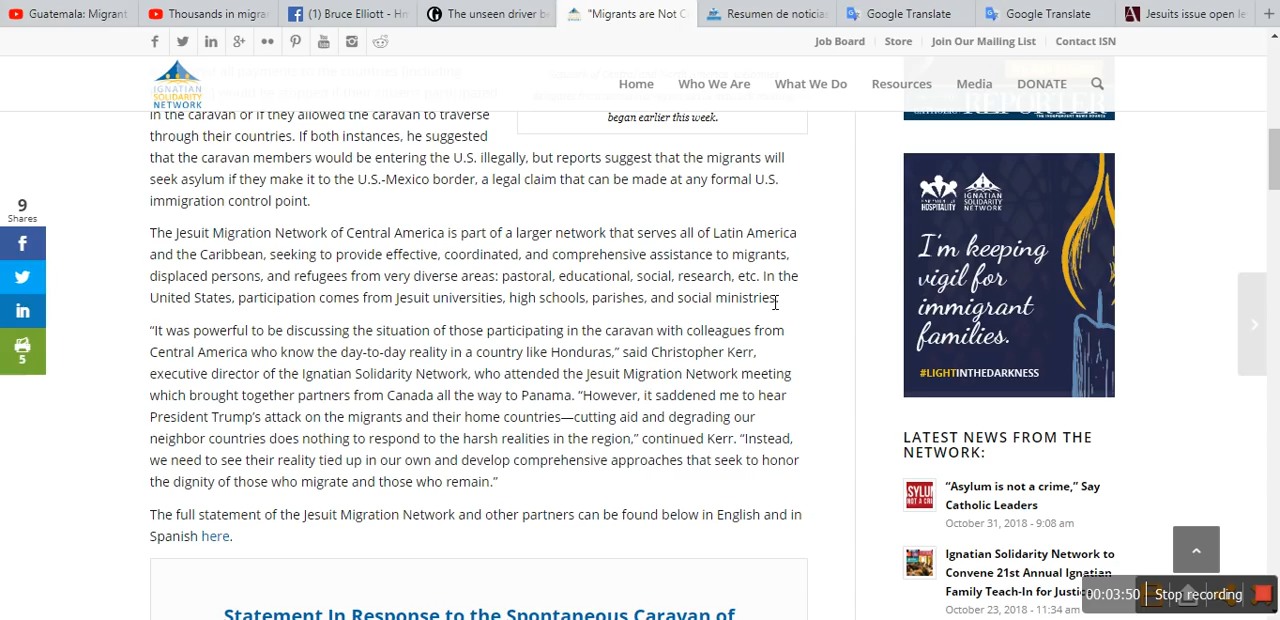 Guatemala: Migrant
Thousands in migra
(1) Bruce Elliott - Hn
The unseen driver be
"Migrants are Not C
Resumen de noticia
Google Translate
Google Translate
Jesuits issue open le
Job Board
Store
Join Our Mailing List
Contact ISN
IGNATIAN
SOLIDARITY
NETWORK
Home
Who We Are
What We Do
Resources
Media
DONATE
in the caravan or if they allowed the caravan to traverse
through their countries. If both instances, he suggested
that the caravan members would be entering the U.S. illegally, but reports suggest that the migrants will
seek asylum if they make it to the U.S.-Mexico border, a legal claim that can be made at any formal U.S.
immigration control point.
began earlier this week.
The Jesuit Migration Network of Central America is part of a larger network that serves all of Latin America
and the Caribbean, seeking to provide effective, coordinated, and comprehensive assistance to migrants,
displaced persons, and refugees from very diverse areas: pastoral, educational, social, research, etc. In the
United States, participation comes from Jesuit universities, high schools, parishes, and social ministries.
“It was powerful to be discussing the situation of those participating in the caravan with colleagues from
Central America who know the day-to-day reality in a country like Honduras,” said Christopher Kerr,
executive director of the Ignatian Solidarity Network, who attended the Jesuit Migration Network meeting
which brought together partners from Canada all the way to Panama. “However, it saddened me to hear
President Trump’s attack on the migrants and their home countries—cutting aid and degrading our
neighbor countries does nothing to respond to the harsh realities in the region,” continued Kerr. “Instead,
we need to see their reality tied up in our own and develop comprehensive approaches that seek to honor
the dignity of those who migrate and those who remain.”
The full statement of the Jesuit Migration Network and other partners can be found below in English and in
Spanish here.
Statement In Response to the Spontaneous Caravan of
9
Shares
5
REPORTER
THE INDEPENDENT NEWS SOURCE
HOSPITALITY
IGNATIAN
SOLIDARITY
NETWORK
I'm keeping
vigil for
immigrant
families.
#LIGHTINTHEDARKNESS
LATEST NEWS FROM THE
NETWORK:
“Asylum is not a crime,” Say
Catholic Leaders
October 31, 2018 - 9:08 am
Ignatian Solidarity Network to
Convene 21st Annual Ignatian
Family Teach-In for Justi
October 23, 2018 - 11:34 am
00:03:50
Stop recording